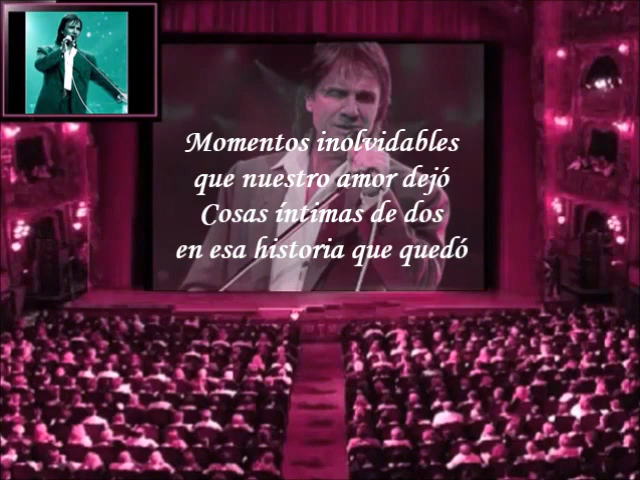 Momentos inolvidables
que nuestro amor dejó
Cosas íntimas de dos
en esa historia que quedó